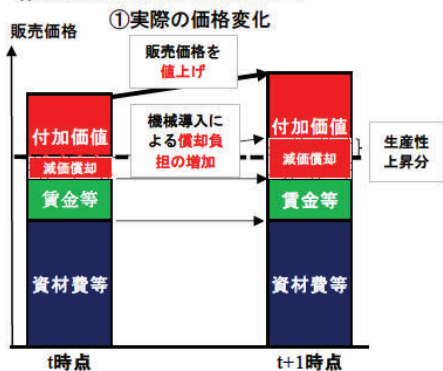 ①実際の価格変化
販売価格
販売価格を
値上げ
付加価値
減価償却
賃金等
資材費等
機械導入に
よる償却負
担の増加
付加価値
減価償却
賃金等
資材費等
生産性
上昇分
t時点
t+1時点